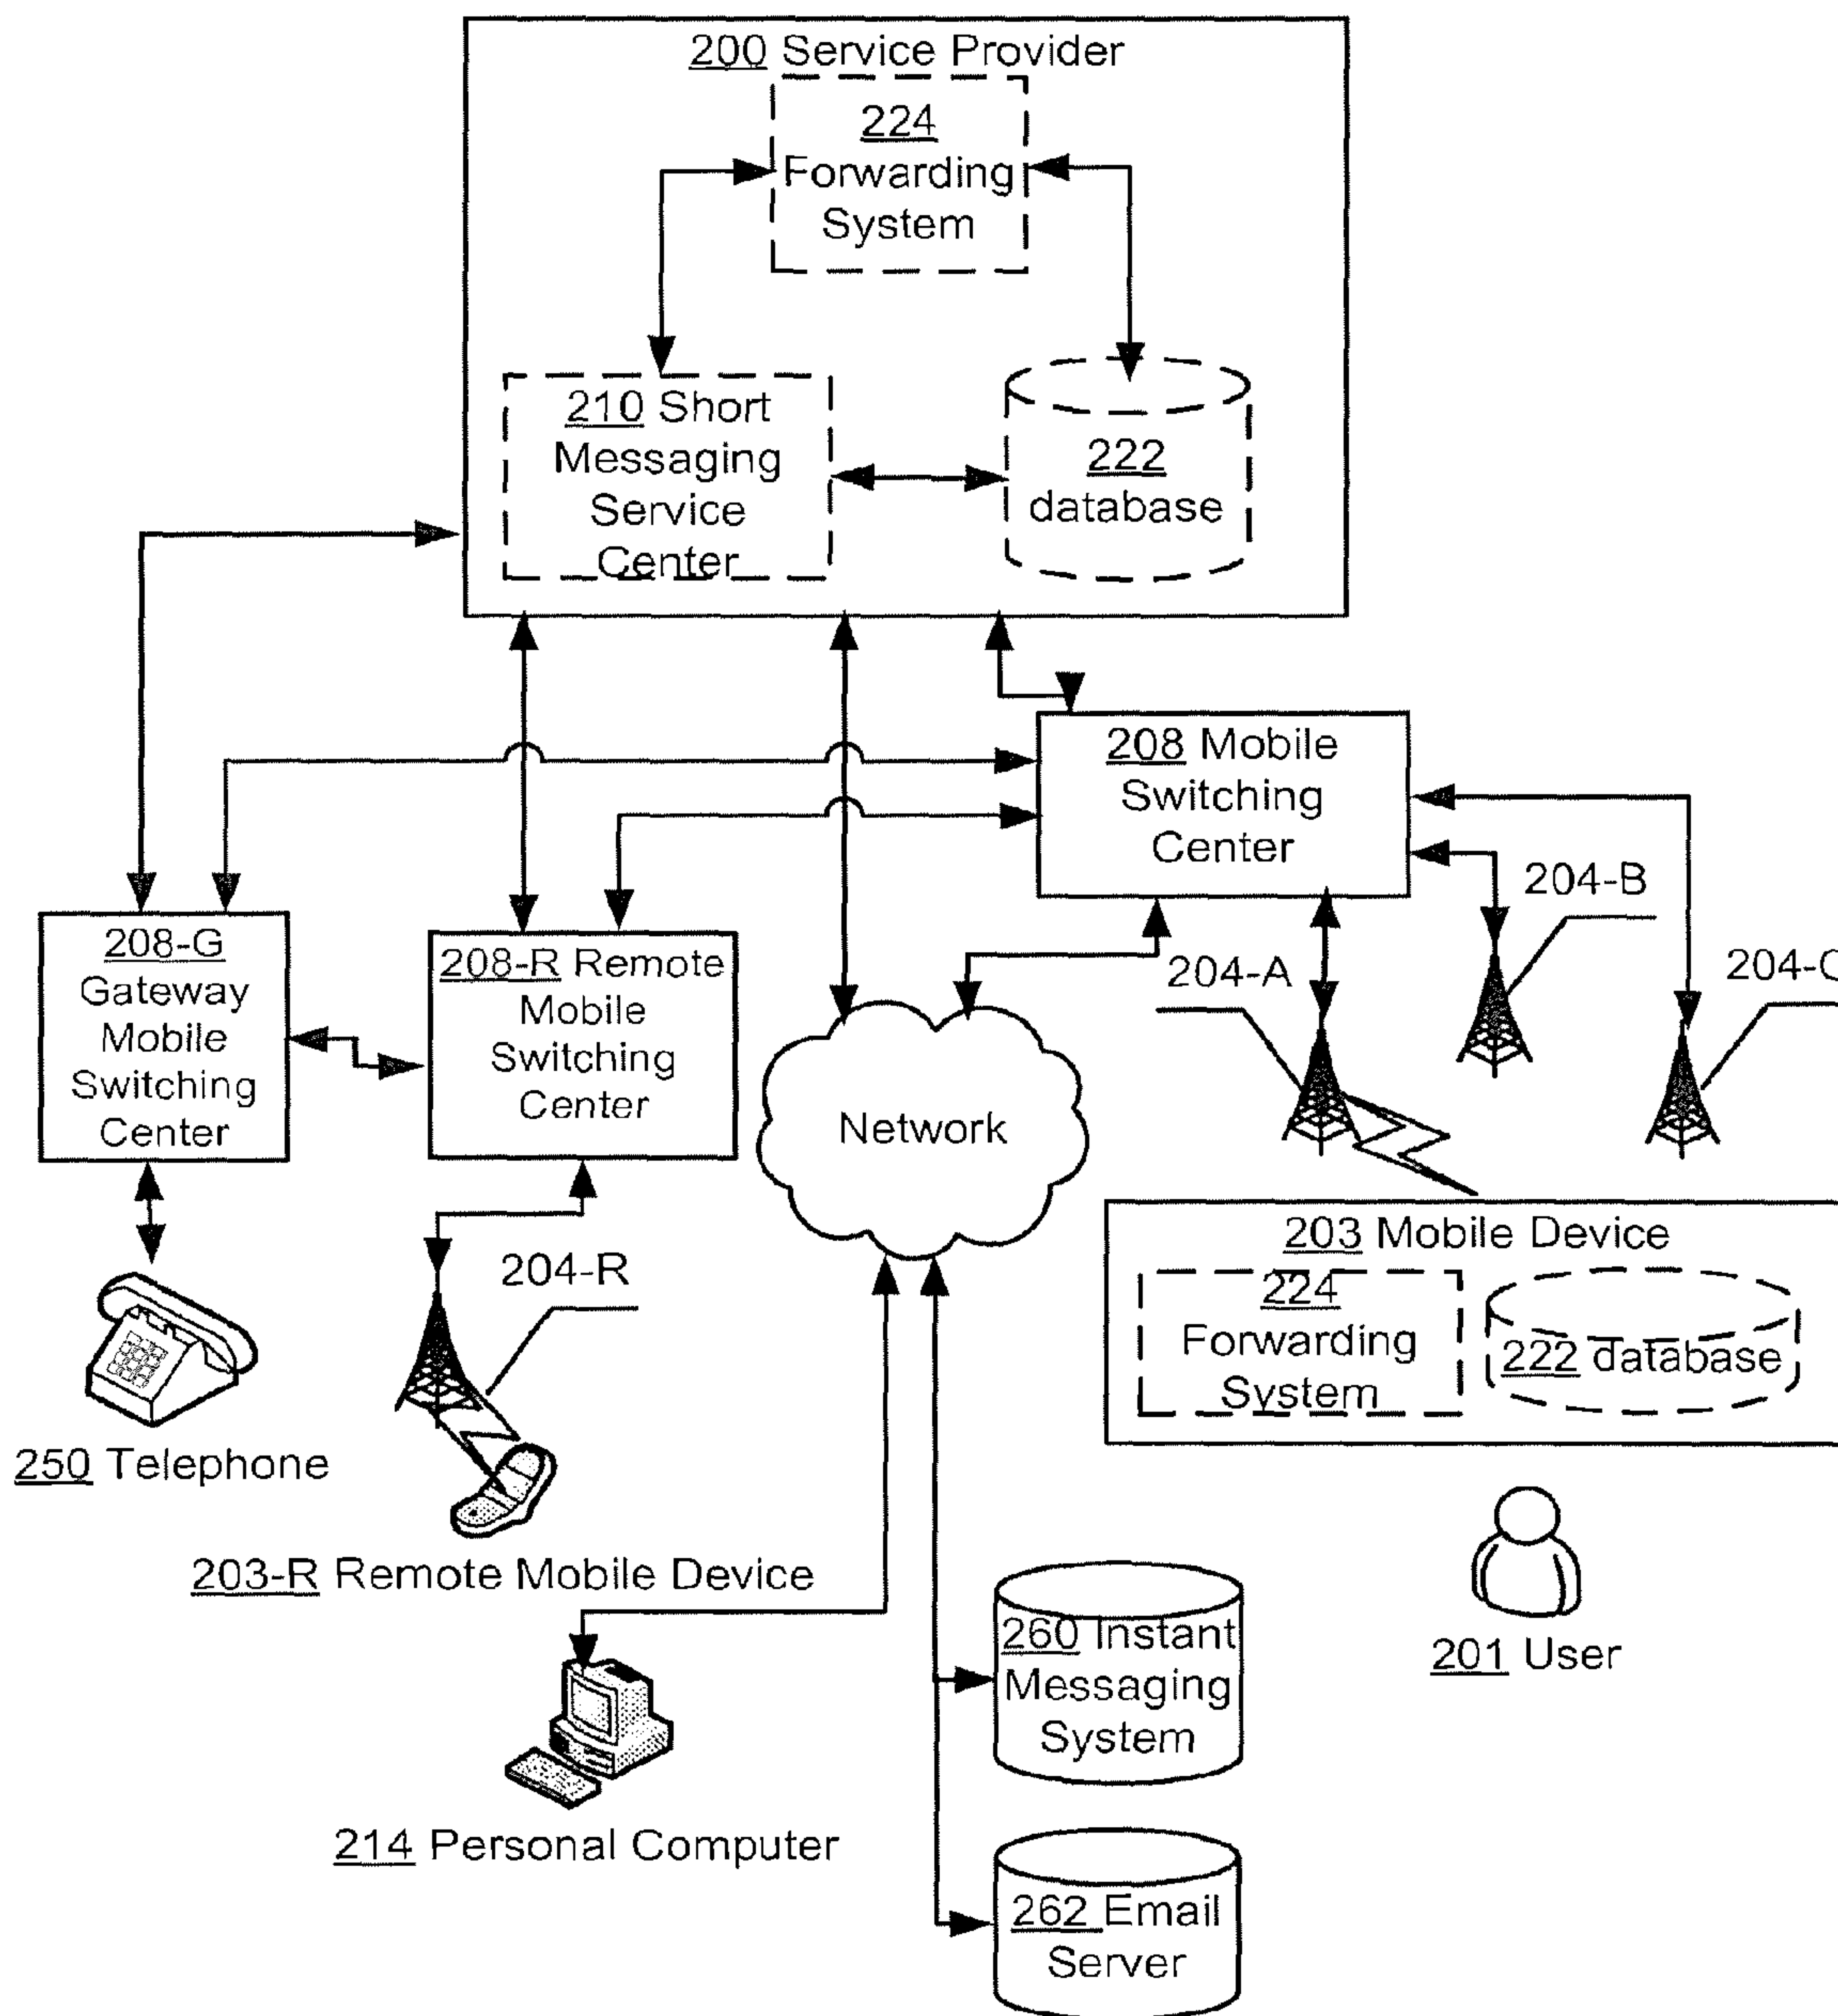 200 Service Provider
224
Forwarding
System
210 Short
Messaging
Service
Center
222
database
208 Mobile
Switching
Center
204-B
204-A
204-C
208-G
Gateway
Mobile
Switching
Center
208-R Remote
Mobile
Switching
Center
Network
203 Mobile Device
224
Forwarding
System
222 database
204-R
250 Telephone
203-R Remote Mobile Device
260 Instant
Messaging
System
201 User
214 Personal Computer
262 Email
Server